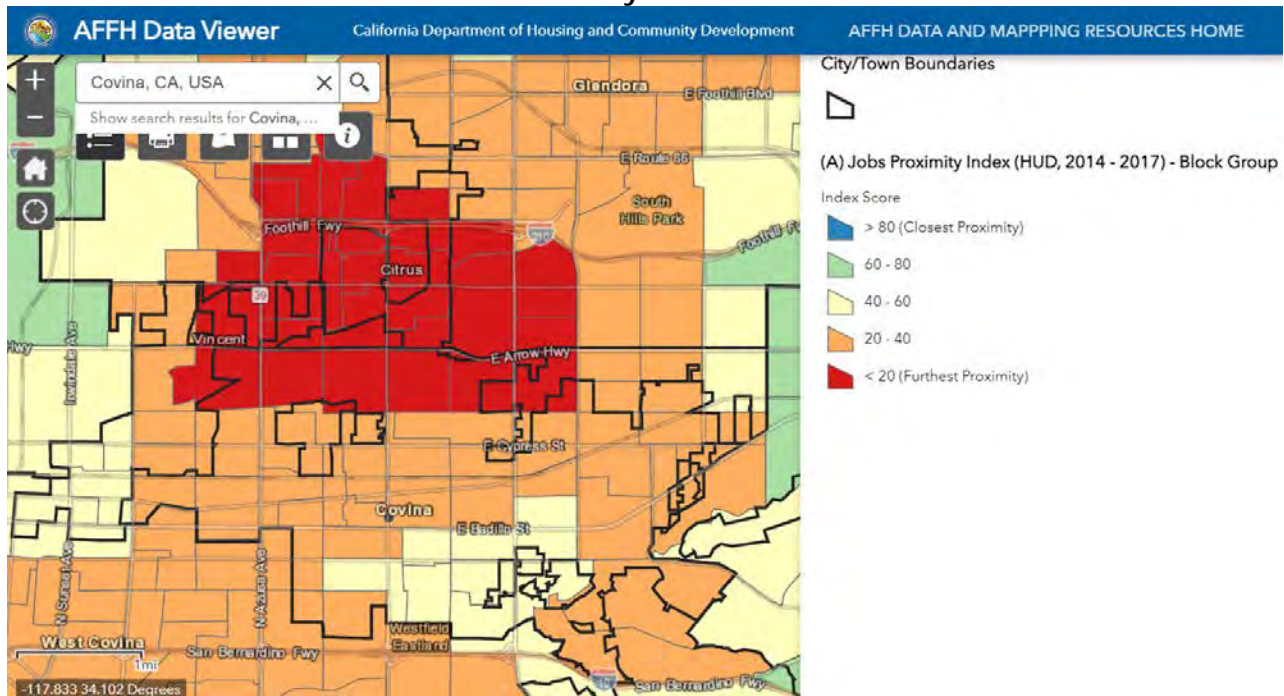 AFFH Data Viewer
California Department of Housing and Community Development
AFFH DATA AND MAPPPING RESOURCES HOME
Covina, CA, USA
Show search results for Covina, ...
City/Town Boundaries
(A) Jobs Proximity Index (HUD, 2014 - 2017) - Block Group
Index Score
> 80 (Closest Proximity)
60 - 80
40 - 60
20 - 40
< 20 (Furthest Proximity)
Glendora
E Foothill Blvd
E Route 66
South
Hills Park
Foothill Fwy
210
Foothill F
Citrus
39
Vincent
Hwy
E Arrow Hwy
Irwindale Ave
E Cypress St
Covina
E Badillo St
N Sunset Ave
N Azusa Ave
West Covina
Westfield
Eastland
San Bernardino Fwy
10
San Bernardino Fwy
1mi
-117.833 34.102 Degrees